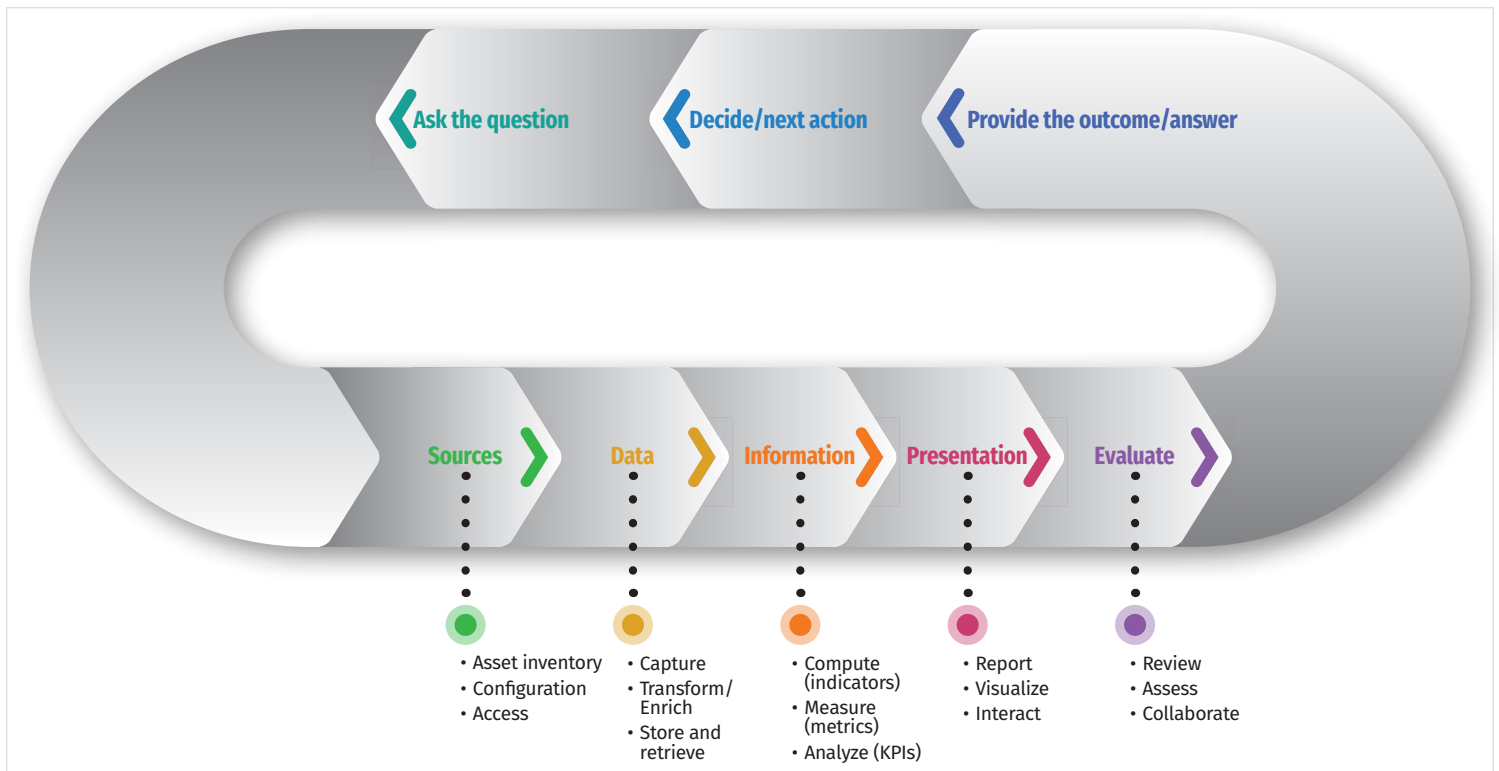 Ask the question
Decide/next action
Provide the outcome/answer
Sources
Data
Information
Presentation
Evaluate
• Asset inventory
• Configuration
• Access
• Capture
• Transform/
Enrich
• Store and
retrieve
• Compute
(indicators)
• Measure
(metrics)
• Analyze (KPIs)
• Report
• Visualize
• Interact
• Review
• Assess
• Collaborate